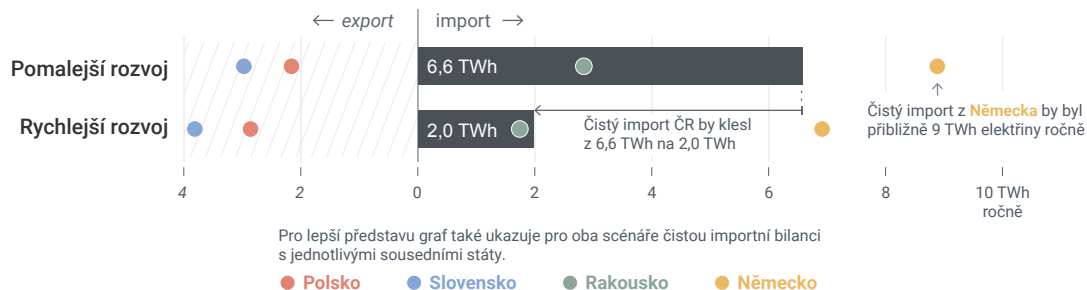 ← export
import →
Pomalejší rozvoj
6,6 TWh
Rychlejší rozvoj
2,0 TWh
Čistý import ČR by klesl
z 6,6 TWh na 2,0 TWh
Čistý import z Německa by byl
přibližně 9 TWh elektřiny ročně
4
2
0
2
4
6
8
10 TWh
ročně
Pro lepší představu graf také ukazuje pro oba scénáře čistou importní bilanci
s jednotlivými sousedními státy.
Polsko
Slovensko
Rakousko
Německo